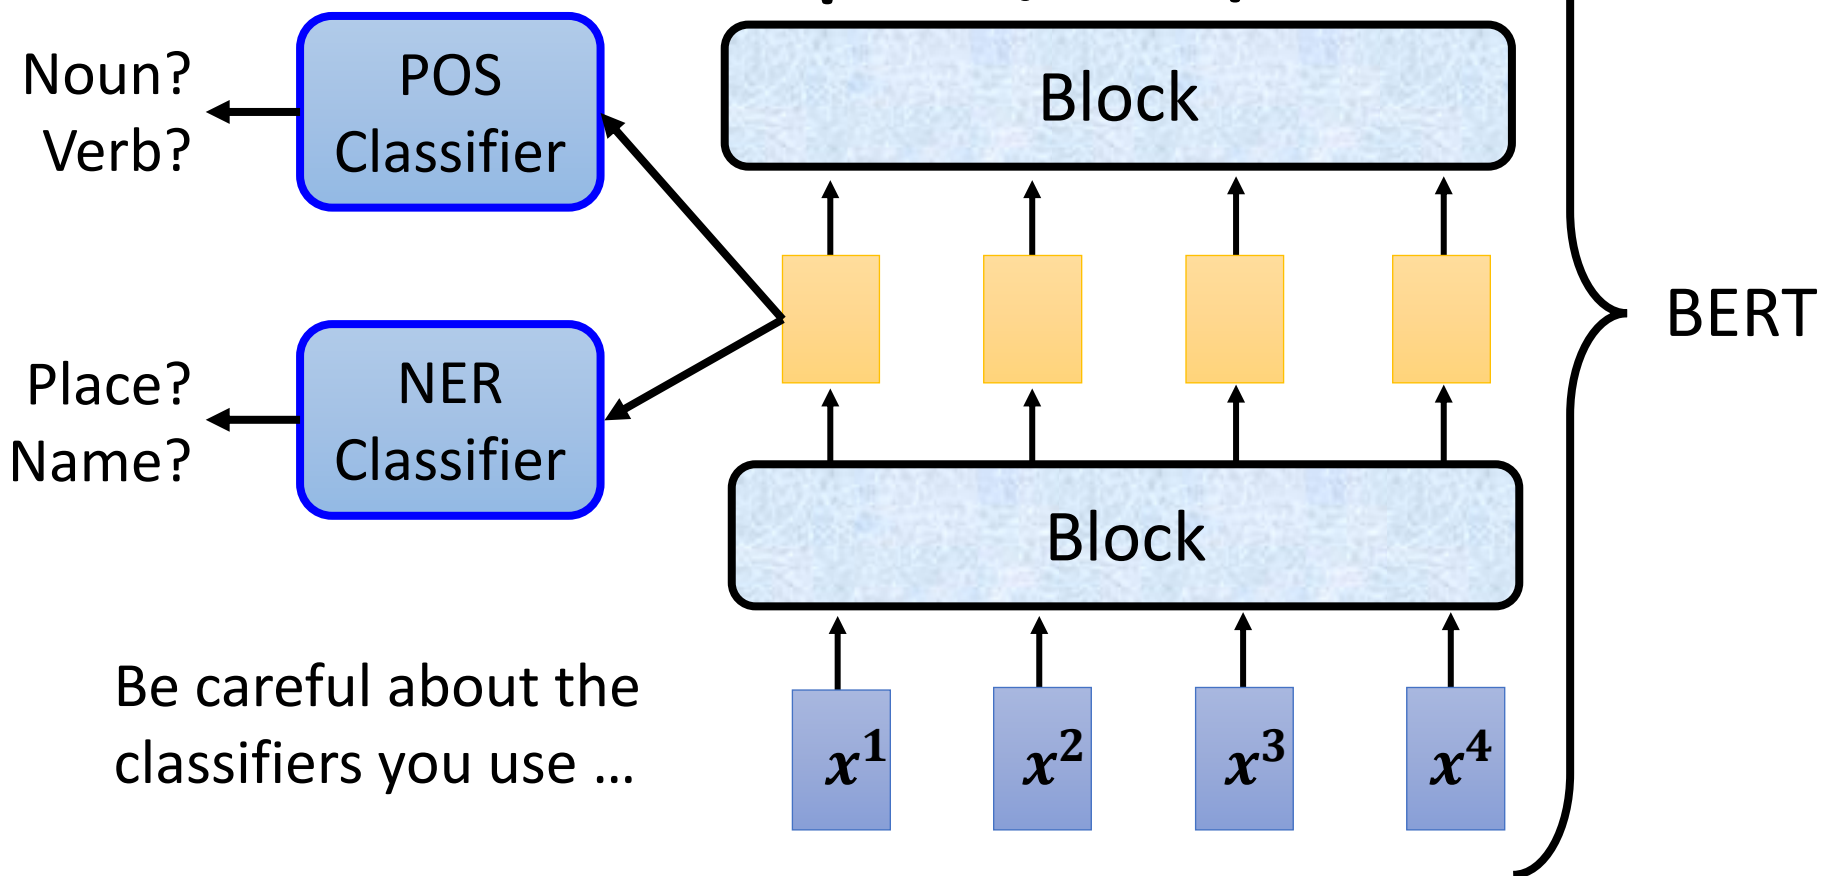 Noun?
Verb?
POS
Classifier
Block
Place?
Name?
NER
Classifier
BERT
Block
Be careful about the
classifiers you use ...
x¹ x² x³ x⁴